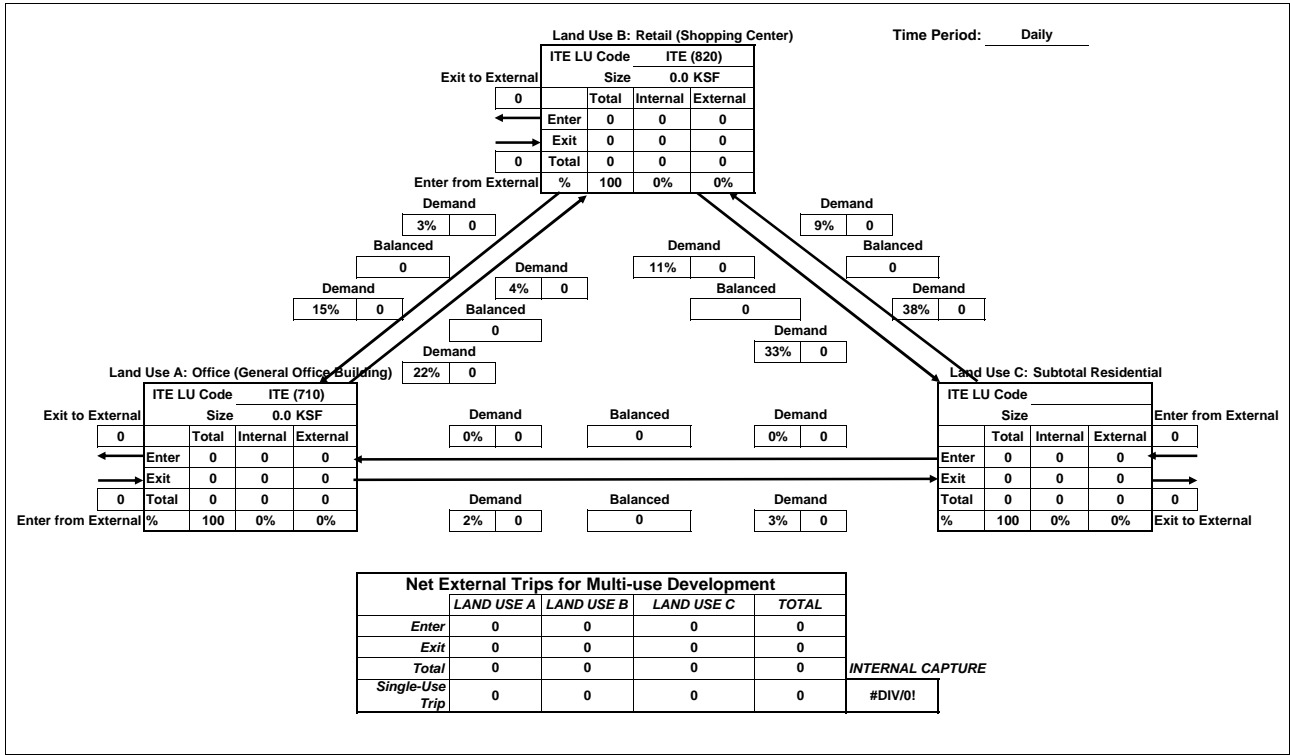 Land Use B: Retail (Shopping Center)
Time Period: Daily
ITE LU Code ITE (820)
Exit to External Size 0.0 KSF
0 Total Internal External
Enter 0 0 0
Exit 0 0 0
0 Total 0 0 0
Enter from External % 100 0% 0%
Demand Demand
3% 0 9% 0
Balanced Demand Balanced
0 11% 0 0
Demand
4% 0
Demand Balanced Demand
15% 0 0 38% 0
Balanced
0
Demand
33% 0
Demand
22% 0
Land Use A: Office (General Office Building) Land Use C: Subtotal Residential
ITE LU Code ITE (710) ITE LU Code
Exit to External Size 0.0 KSF Demand Balanced Demand Size Enter from External
0 Total Internal External 0% 0 0 0% 0 Total Internal External 0
Enter 0 0 0 Enter 0 0 0
Exit 0 0 0 Exit 0 0 0
0 Total 0 0 0 Demand Balanced Demand Total 0 0 0 0
Enter from External % 100 0% 0% 2% 0 0 3% 0 % 100 0% 0% Exit to External
Net External Trips for Multi-use Development
LAND USE A LAND USE B LAND USE C TOTAL
Enter 0 0 0 0
Exit 0 0 0 0
Total 0 0 0 0 INTERNAL CAPTURE
Single-Use
Trip 0 0 0 0 #DIV/0!